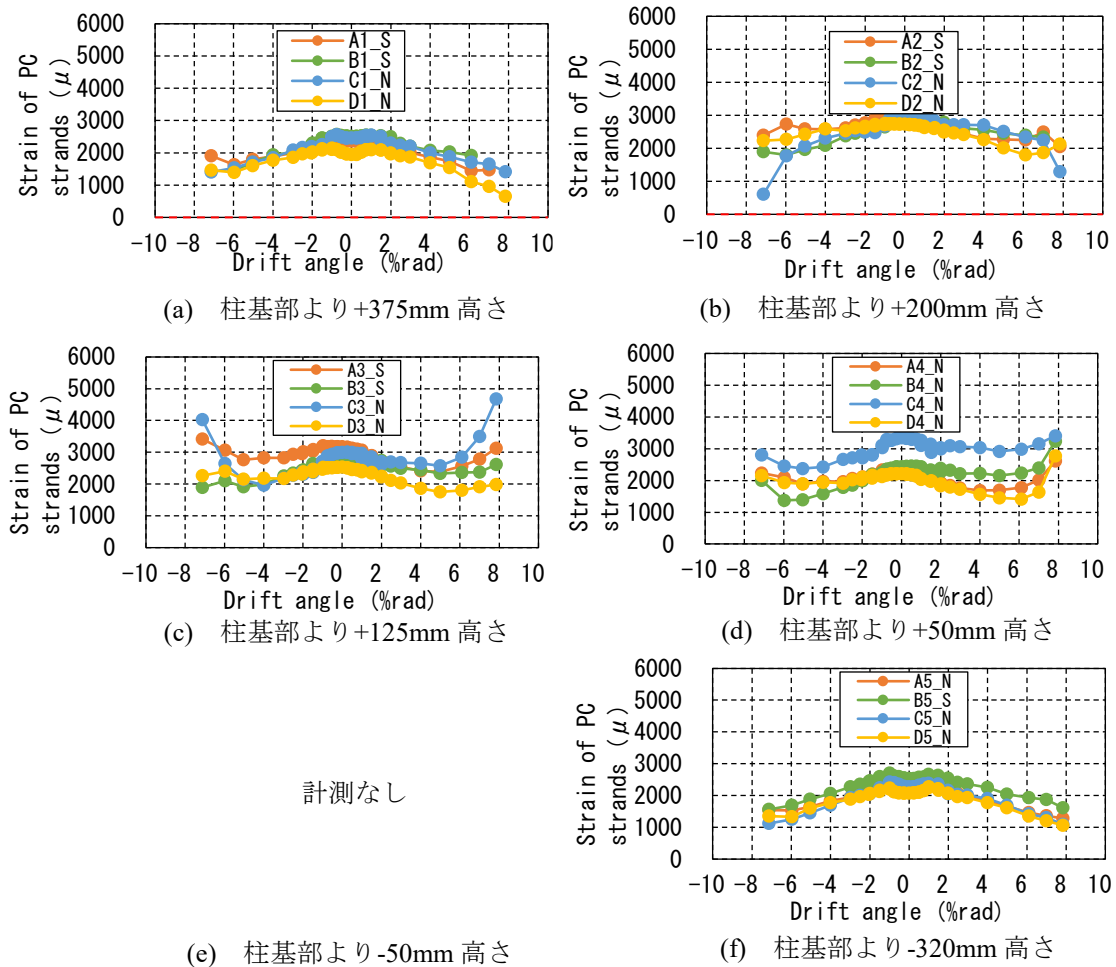 6000
5000
4000
3000
2000
1000
0
Strain of PC
strands (μ)
A1_S
B1_S
C1_N
D1_N
-10 -8 -6 -4 -2 0 2 4 6 8 10
Drift angle (%rad)
(a) 柱基部より+375mm 高さ
6000
5000
4000
3000
2000
1000
0
Strain of PC
strands (μ)
A2_S
B2_S
C2_N
D2_N
-10 -8 -6 -4 -2 0 2 4 6 8 10
Drift angle (%rad)
(b) 柱基部より+200mm 高さ
6000
5000
4000
3000
2000
1000
0
Strain of PC
strands (μ)
A3_S
B3_S
C3_N
D3_N
-10 -8 -6 -4 -2 0 2 4 6 8 10
Drift angle (%rad)
(c) 柱基部より+125mm 高さ
6000
5000
4000
3000
2000
1000
0
Strain of PC
strands (μ)
A4_N
B4_N
C4_N
D4_N
-10 -8 -6 -4 -2 0 2 4 6 8 10
Drift angle (%rad)
(d) 柱基部より+50mm 高さ
計測なし
(e) 柱基部より-50mm 高さ
6000
5000
4000
3000
2000
1000
0
Strain of PC
strands (μ)
A5_N
B5_S
C5_N
D5_N
-10 -8 -6 -4 -2 0 2 4 6 8 10
Drift angle (%rad)
(f) 柱基部より-320mm 高さ